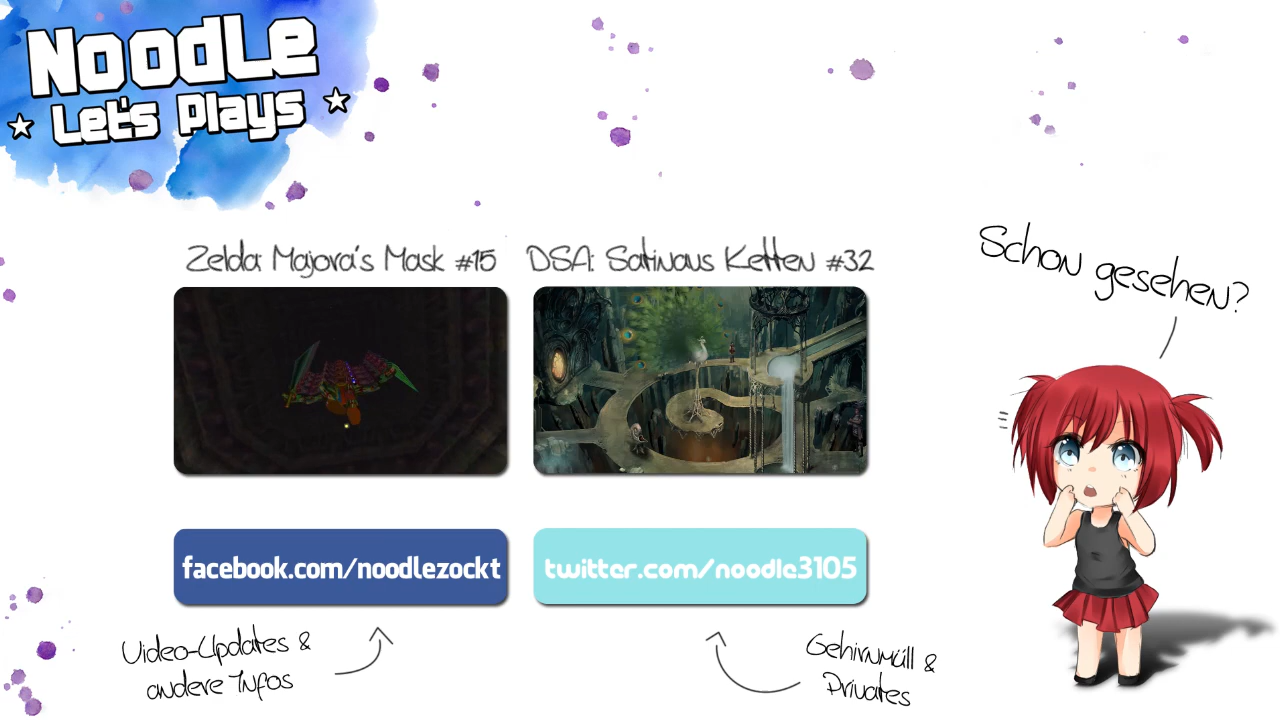 Noodle
Let's Plays
Zelda: Majora's Mask #15
DSA: Satinavs Ketten #32
Schon gesehen?
facebook.com/noodlezockt
twitter.com/noodle3105
Video-Updates &
andere Infos
Gehirnmüll &
Privates